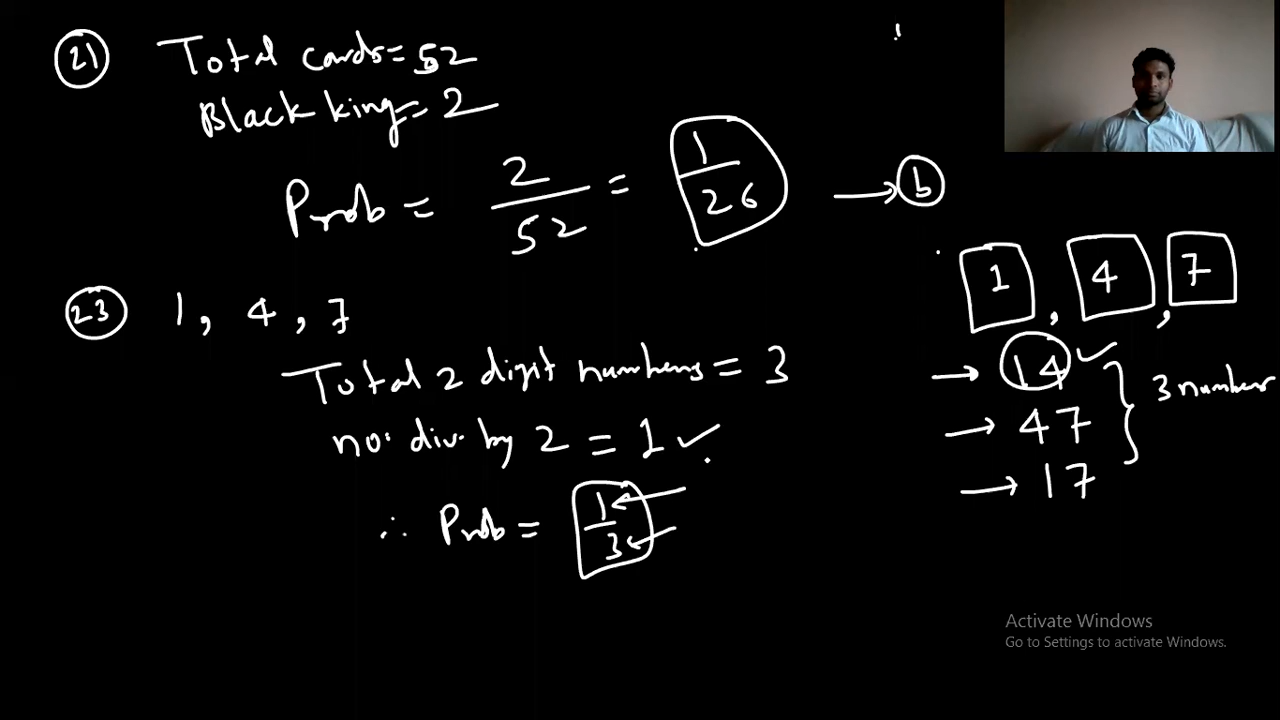 21 Total cards = 52
Black king = 2
Prob = 2/52 = 1/26 → b
23 1, 4, 7
Total 2 digit numbers = 3
no. div. by 2 = 1 ✓
∴ Prob = 1/3
1, 4, 7
→ 14 ✓
→ 47
→ 17
3 number
Activate Windows
Go to Settings to activate Windows.